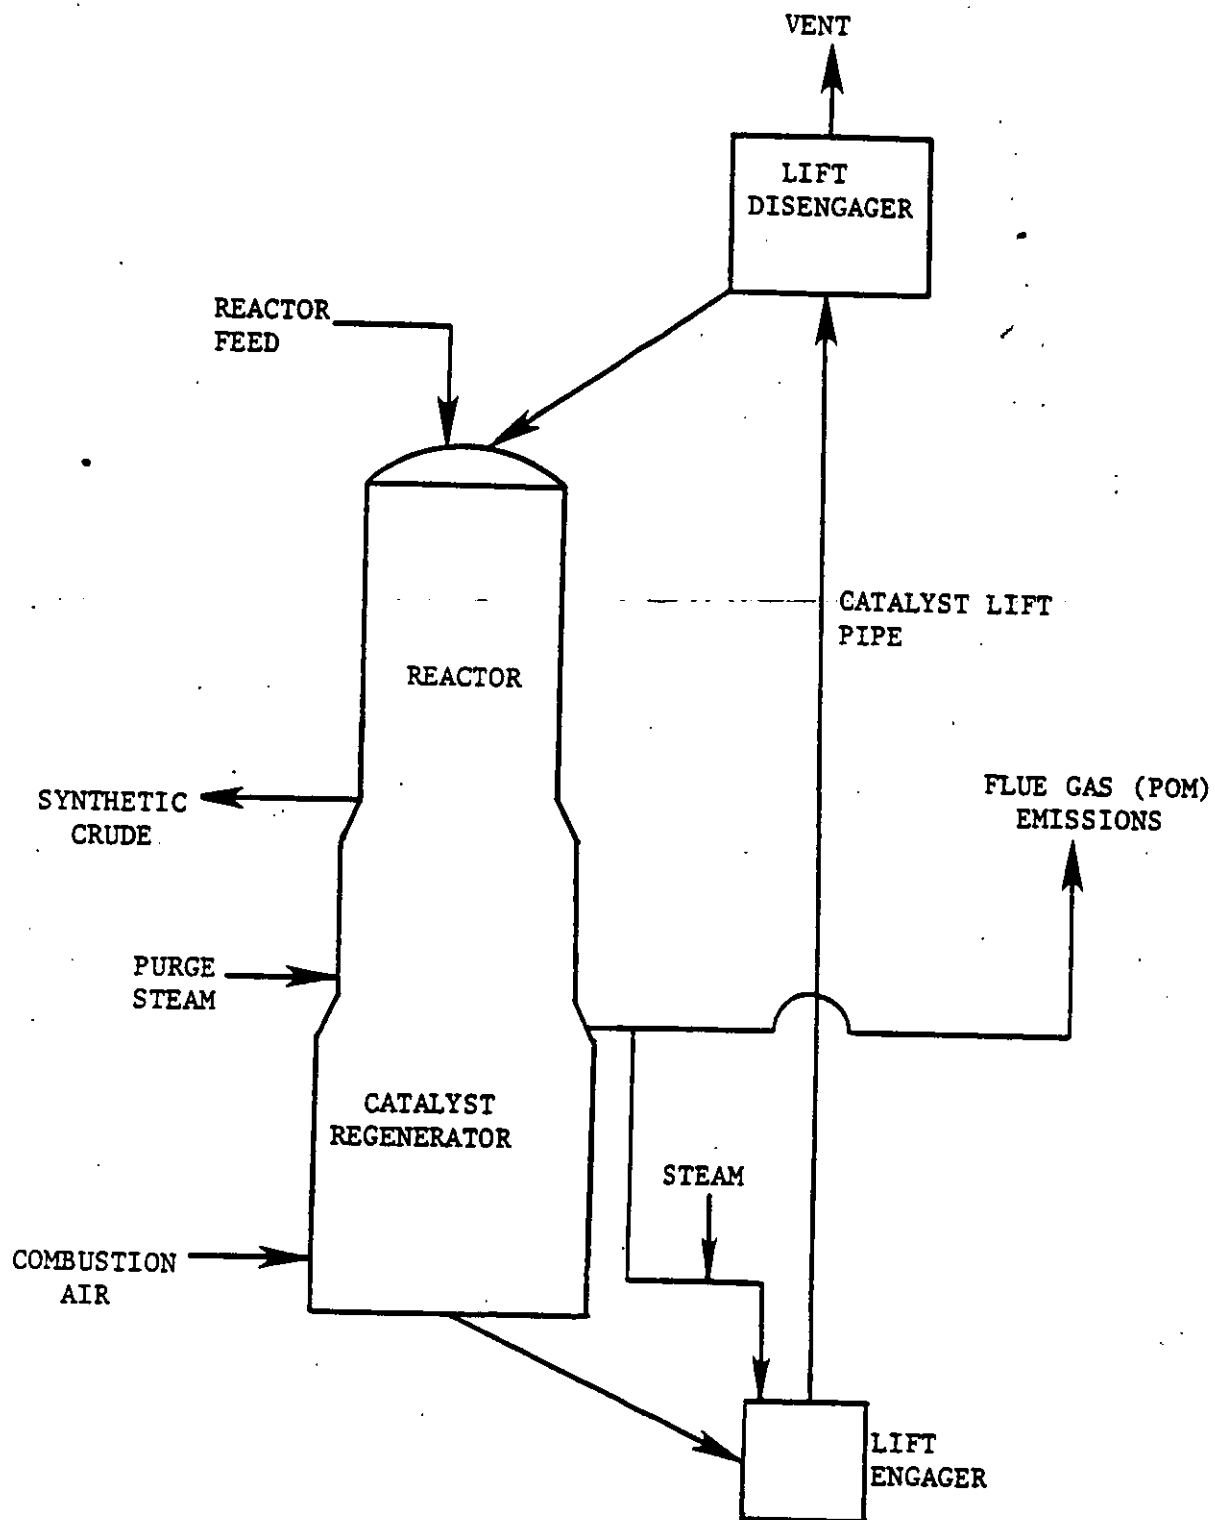 VENT
LIFT
DISENGAGER
REACTOR
FEED
CATALYST LIFT
PIPE
REACTOR
SYNTHETIC
CRUDE
FLUE GAS (POM)
EMISSIONS
PURGE
STEAM
CATALYST
REGENERATOR
STEAM
COMBUSTION
AIR
LIFT
ENGAGER